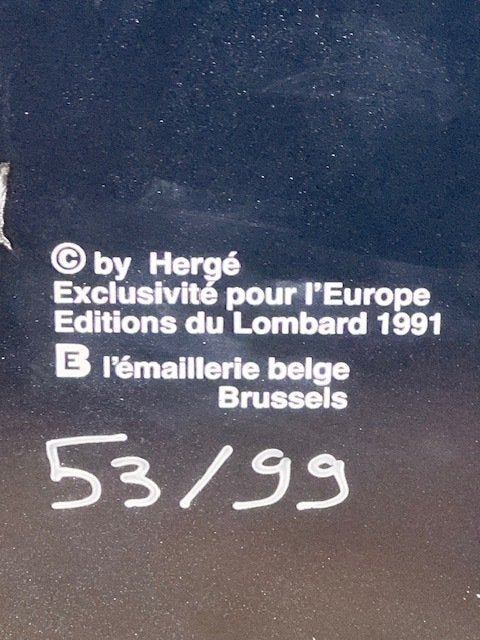 © by Hergé
Exclusivité pour l'Europe
Editions du Lombard 1991
E l'émaillerie belge
Brussels
53/99